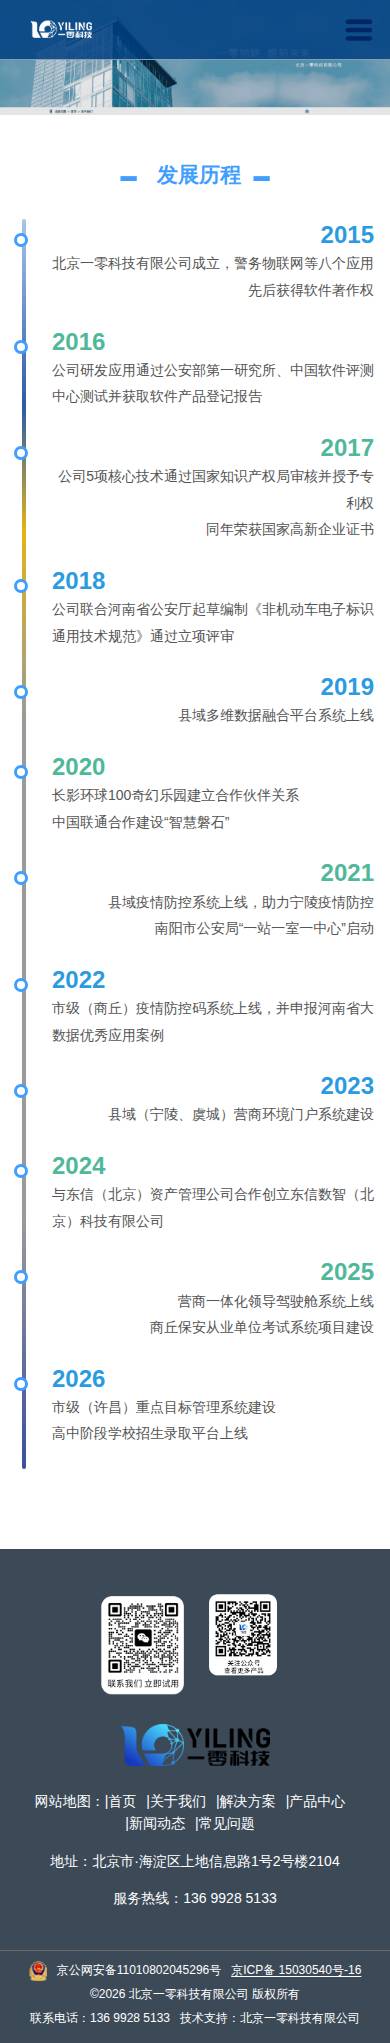 YILING
一零科技
北京一零科技有限公司
发展历程
2015
北京一零科技有限公司成立，警务物联网等八个应用
先后获得软件著作权
2016
公司研发应用通过公安部第一研究所、中国软件评测
中心测试并获取软件产品登记报告
2017
公司5项核心技术通过国家知识产权局审核并授予专
利权
同年荣获国家高新企业证书
2018
公司联合河南省公安厅起草编制《非机动车电子标识
通用技术规范》通过立项评审
2019
县域多维数据融合平台系统上线
2020
长影环球100奇幻乐园建立合作伙伴关系
中国联通合作建设“智慧磐石”
2021
县域疫情防控系统上线，助力宁陵疫情防控
南阳市公安局“一站一室一中心”启动
2022
市级（商丘）疫情防控码系统上线，并申报河南省大
数据优秀应用案例
2023
县域（宁陵、虞城）营商环境门户系统建设
2024
与东信（北京）资产管理公司合作创立东信数智（北
京）科技有限公司
2025
营商一体化领导驾驶舱系统上线
商丘保安从业单位考试系统项目建设
2026
市级（许昌）重点目标管理系统建设
高中阶段学校招生录取平台上线
联系我们 立即试用
关注公众号
查看更多产品
YILING
一零科技
网站地图：|首页 |关于我们 |解决方案 |产品中心
|新闻动态 |常见问题
地址：北京市·海淀区上地信息路1号2号楼2104
服务热线：136 9928 5133
京公网安备11010802045296号 京ICP备 15030540号-16
©2026 北京一零科技有限公司 版权所有
联系电话：136 9928 5133 技术支持：北京一零科技有限公司